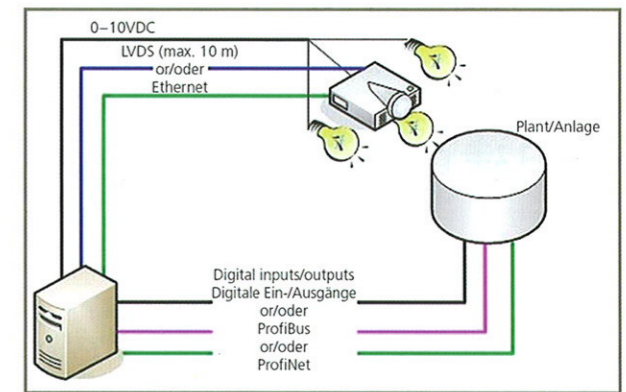 0–10VDC
LVDS (max. 10 m)
or/oder
Ethernet
Plant/Anlage
Digital inputs/outputs
Digitale Ein-/Ausgänge
or/oder
ProfiBus
or/oder
ProfiNet